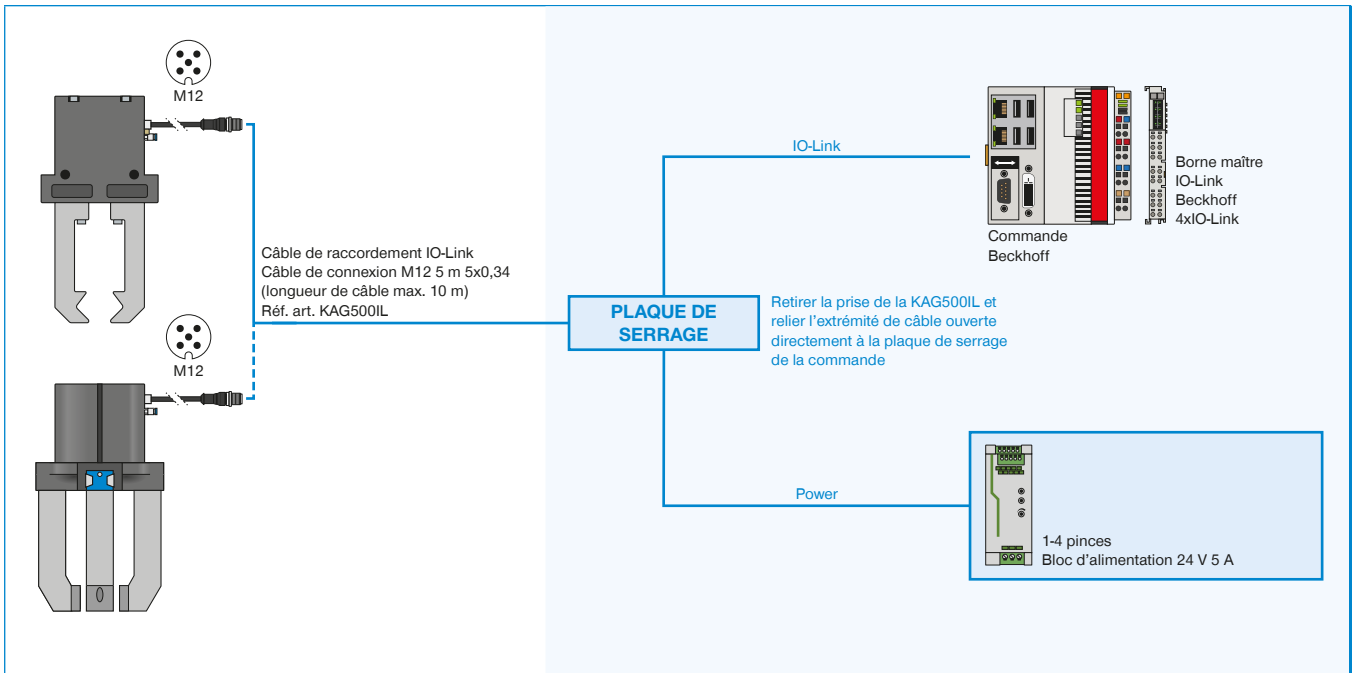 M12
Câble de raccordement IO-Link
Câble de connexion M12 5 m 5x0,34
(longueur de câble max. 10 m)
Réf. art. KAG500IL
M12
PLAQUE DE
SERRAGE
Retirer la prise de la KAG500IL et
relier l’extrémité de câble ouverte
directement à la plaque de serrage
de la commande
IO-Link
Commande
Beckhoff
Borne maître
IO-Link
Beckhoff
4xIO-Link
Power
1-4 pinces
Bloc d’alimentation 24 V 5 A